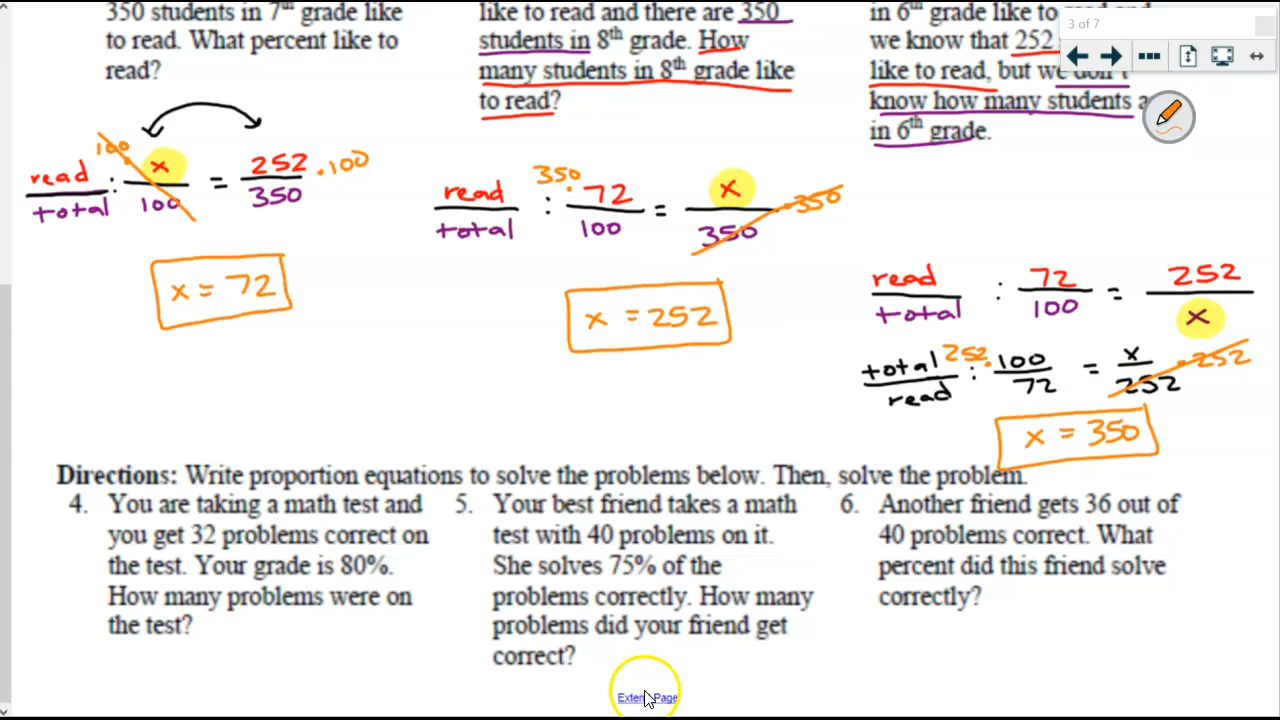 350 students in 7th grade like
to read. What percent like to
read?
100 · x / 100 = 252 / 350 · 100
read / total :
x = 72
like to read and there are 350
students in 8th grade. How
many students in 8th grade like
to read?
read / total : 350 · 72 / 100 = x / 350 · 350
x = 252
in 6th grade like to read and
we know that 252
like to read, but we don't
know how many students a
in 6th grade.
read / total : 72 / 100 = 252 / x
total / read : 252 · 100 / 72 = x / 252 · 252
x = 350
3 of 7
Directions: Write proportion equations to solve the problems below. Then, solve the problem.
4. You are taking a math test and
you get 32 problems correct on
the test. Your grade is 80%.
How many problems were on
the test?
5. Your best friend takes a math
test with 40 problems on it.
She solves 75% of the
problems correctly. How many
problems did your friend get
correct?
6. Another friend gets 36 out of
40 problems correct. What
percent did this friend solve
correctly?
Extend Page